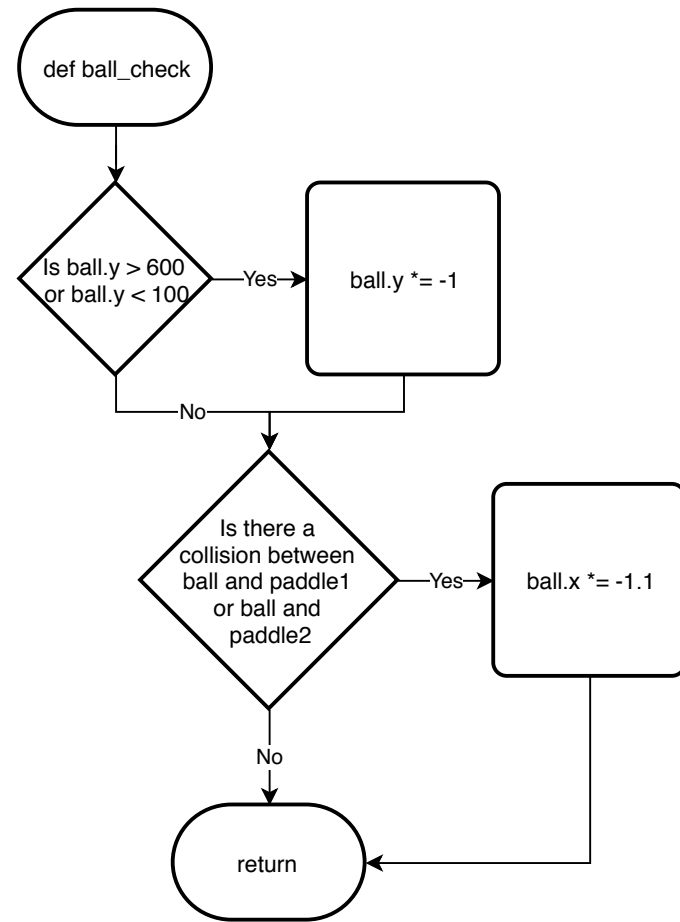 def ball_check
Is ball.y > 600
or ball.y < 100
Yes
ball.y *= -1
No
Is there a
collision between
ball and paddle1
or ball and
paddle2
Yes
ball.x *= -1.1
No
return